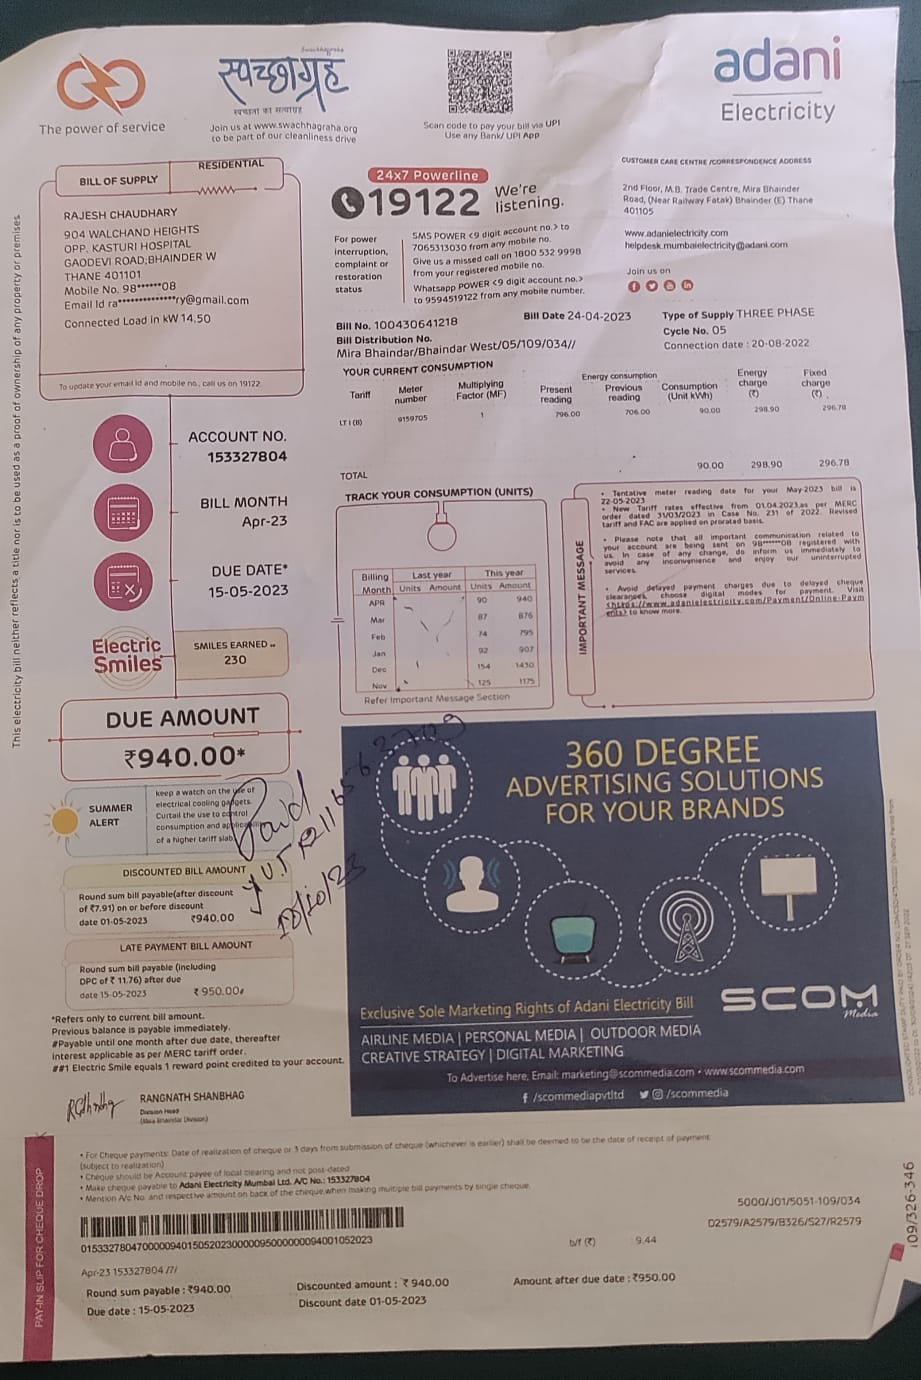 The power of service
Swachhagraha
स्वच्छाग्रह
स्वच्छता का सत्याग्रह
Join us at www.swachhagraha.org
to be part of our cleanliness drive
Scan code to pay your bill via UPI
Use any Bank/ UPI App
adani
Electricity
BILL OF SUPPLY
RESIDENTIAL
RAJESH CHAUDHARY
904 WALCHAND HEIGHTS
OPP. KASTURI HOSPITAL
GAODEVI ROAD,BHAINDER W
THANE 401101
Mobile No. 98******08
Email Id ra**************ry@gmail.com
Connected Load in kW 14.50
To update your email id and mobile no., call us on 19122
24x7 Powerline
19122 We're listening.
For power
interruption,
complaint or
restoration
status
SMS POWER <9 digit account no.> to
7065313030 from any mobile no.
Give us a missed call on 1800 532 9998
from your registered mobile no.
Whatsapp POWER <9 digit account no.>
to 9594519122 from any mobile number.
CUSTOMER CARE CENTRE /CORRESPONDENCE ADDRESS
2nd Floor, M.B. Trade Centre, Mira Bhainder
Road, (Near Railway Fatak) Bhainder (E) Thane
401105
www.adanielectricity.com
helpdesk.mumbaielectricity@adani.com
Join us on
Bill No. 100430641218
Bill Date 24-04-2023
Type of Supply THREE PHASE
Bill Distribution No.
Cycle No. 05
Mira Bhaindar/Bhaindar West/05/109/034//
Connection date : 20-08-2022
YOUR CURRENT CONSUMPTION
Energy consumption
Tariff Meter number Multiplying Factor (MF) Present reading Previous reading Consumption (Unit kWh) Energy charge (₹) Fixed charge (₹)
LT I (B) 9159705 1 796.00 706.00 90.00 298.90 296.78
TOTAL 90.00 298.90 296.78
ACCOUNT NO.
153327804
BILL MONTH
Apr-23
DUE DATE*
15-05-2023
Electric
Smiles
SMILES EARNED
230
DUE AMOUNT
₹940.00*
TRACK YOUR CONSUMPTION (UNITS)
Billing Month Last year This year
Units Amount Units Amount
APR 90 940
Mar 87 876
Feb 74 795
Jan 92 907
Dec 154 1430
Nov 125 1175
Refer Important Message Section
IMPORTANT MESSAGE
• Tentative meter reading date for your May-2023 bill is
22-05-2023
• New Tariff rates effective from 01.04.2023,as per MERC
order dated 31/03/2023 in Case No. 231 of 2022. Revised
tariff and FAC are applied on prorated basis.
• Please note that all important communication related to
your account are being sent on 98******08 registered with
us. In case of any change, do inform us immediately to
avoid any inconvenience and enjoy our uninterrupted
services.
• Avoid delayed payment charges due to delayed cheque
clearances, choose digital modes for payment. Visit
<https://www.adanielectricity.com/Payment/Online-Paym
ents> to know more.
SUMMER
ALERT
keep a watch on the use of
electrical cooling gadgets.
Curtail the use to control
consumption and
of a higher tariff slab
Paid
18/10/23
DISCOUNTED BILL AMOUNT
Round sum bill payable(after discount
of ₹7.91) on or before discount
date 01-05-2023 ₹940.00
LATE PAYMENT BILL AMOUNT
Round sum bill payable (including
DPC of ₹ 11.76) after due
date 15-05-2023 ₹ 950.00#
*Refers only to current bill amount.
Previous balance is payable immediately.
#Payable until one month after due date, thereafter
interest applicable as per MERC tariff order.
##1 Electric Smile equals 1 reward point credited to your account.
RANGNATH SHANBHAG
Division Head
(Mira Bhaindar Division)
360 DEGREE
ADVERTISING SOLUTIONS
FOR YOUR BRANDS
Exclusive Sole Marketing Rights of Adani Electricity Bill
SCOM
Media
AIRLINE MEDIA | PERSONAL MEDIA | OUTDOOR MEDIA
CREATIVE STRATEGY | DIGITAL MARKETING
To Advertise here, Email: marketing@scommedia.com • www.scommedia.com
/scommediapvtltd /scommedia
This electricity bill neither reflects a title nor is to be used as a proof of ownership of any property or premises
PAY-IN SLIP FOR CHEQUE DROP
• For Cheque payments: Date of realization of cheque or 3 days from submission of cheque (whichever is earlier) shall be deemed to be the date of receipt of payment
(subject to realization)
• Cheque should be Account payee of local clearing and not post-dated
• Make cheque payable to Adani Electricity Mumbai Ltd. A/C No.: 153327804
• Mention A/c No. and respective amount on back of the cheque,when making multiple bill payments by single cheque.
5000/J01/5051-109/034
D2579/A2579/B326/S27/R2579
b/f (₹) 9.44
109/326-346
Apr-23 153327804 /7/
Round sum payable : ₹940.00
Discounted amount : ₹ 940.00
Amount after due date : ₹950.00
Due date : 15-05-2023
Discount date 01-05-2023